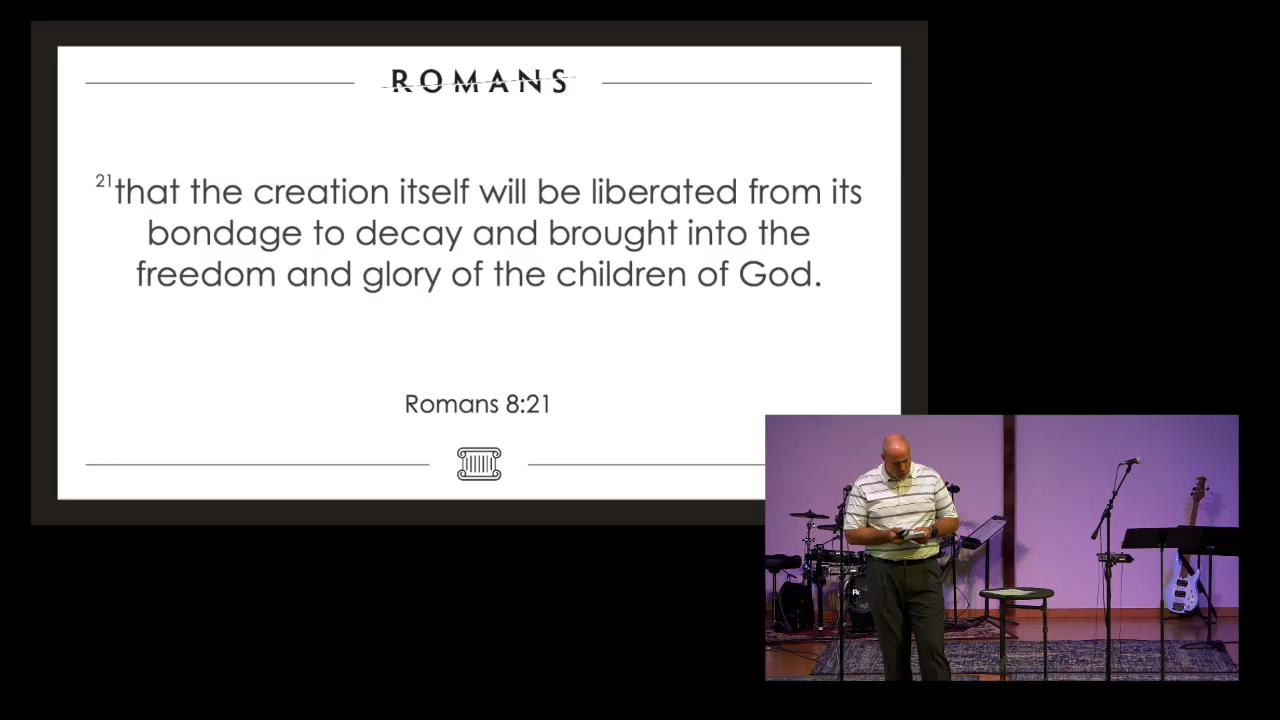 ROMANS
21that the creation itself will be liberated from its
bondage to decay and brought into the
freedom and glory of the children of God.
Romans 8:21